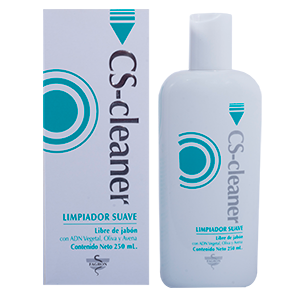 CS-cleaner
LIMPIADOR SUAVE
Libre de jabón
con ADN Vegetal, Oliva y Avena
Contenido Neto 250 mL.
CS-cleaner
LIMPIADOR SUAVE
Libre de jabón
con ADN Vegetal, Oliva y Avena
Contenido Neto 250 mL